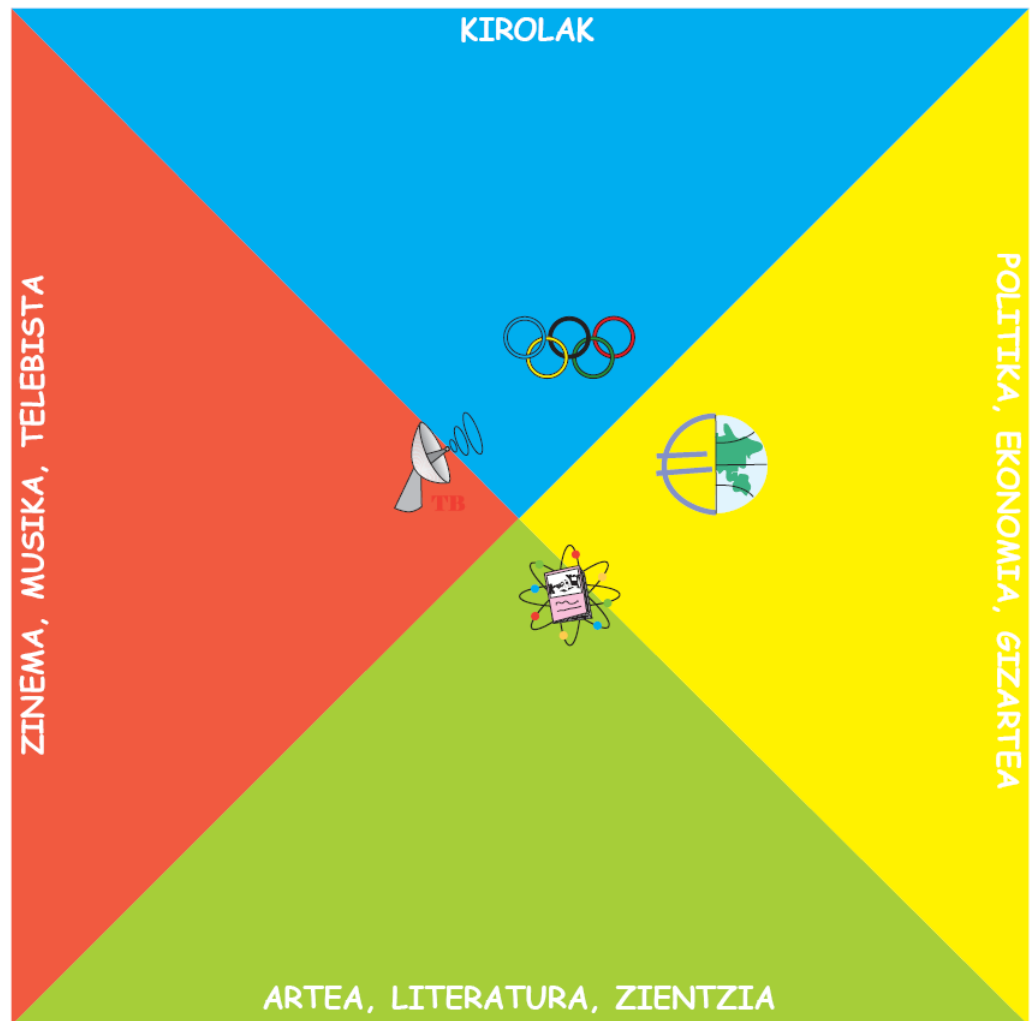 KIROLAK
ZINEMA, MUSIKA, TELEBISTA
POLITIKA, EKONOMIA, GIZARTEA
TB
ARTEA, LITERATURA, ZIENTZIA